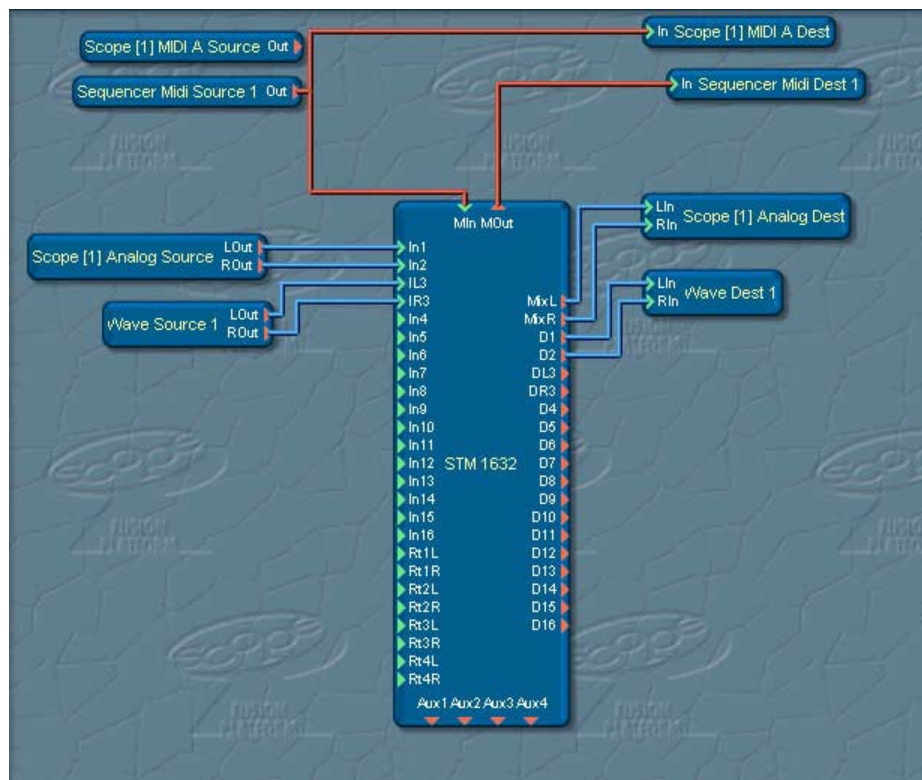 Scope [1] MIDI A Source Out
In Scope [1] MIDI A Dest
Sequencer Midi Source 1 Out
In Sequencer Midi Dest 1
MIn MOut
LIn
RIn
Scope [1] Analog Dest
Scope [1] Analog Source
LOut
ROut
Wave Source 1
LOut
ROut
LIn
RIn
Wave Dest 1
In1
In2
IL3
IR3
In4
In5
In6
In7
In8
In9
In10
In11
In12
In13
In14
In15
In16
Rt1L
Rt1R
Rt2L
Rt2R
Rt3L
Rt3R
Rt4L
Rt4R
STM 1632
MixL
MixR
D1
D2
DL3
DR3
D4
D5
D6
D7
D8
D9
D10
D11
D12
D13
D14
D15
D16
Aux1 Aux2 Aux3 Aux4
scope
FUSION
PLATFORM